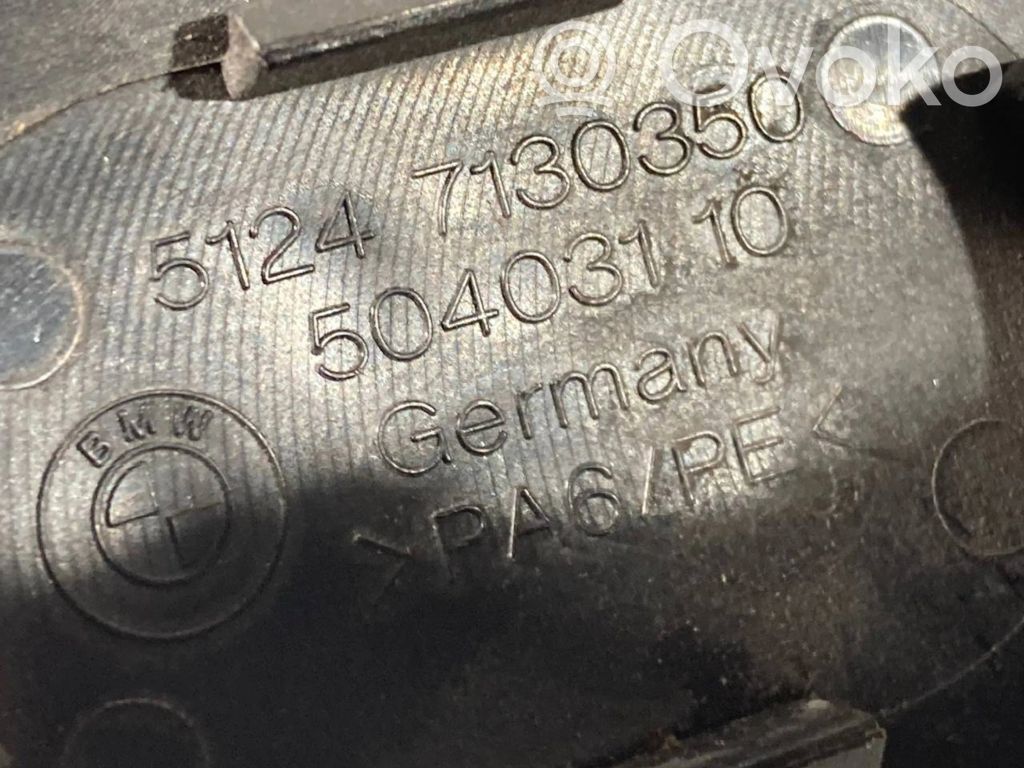 Ovoko
5124 7130350
504031 10
Germany
>PA6/PE<
BMW